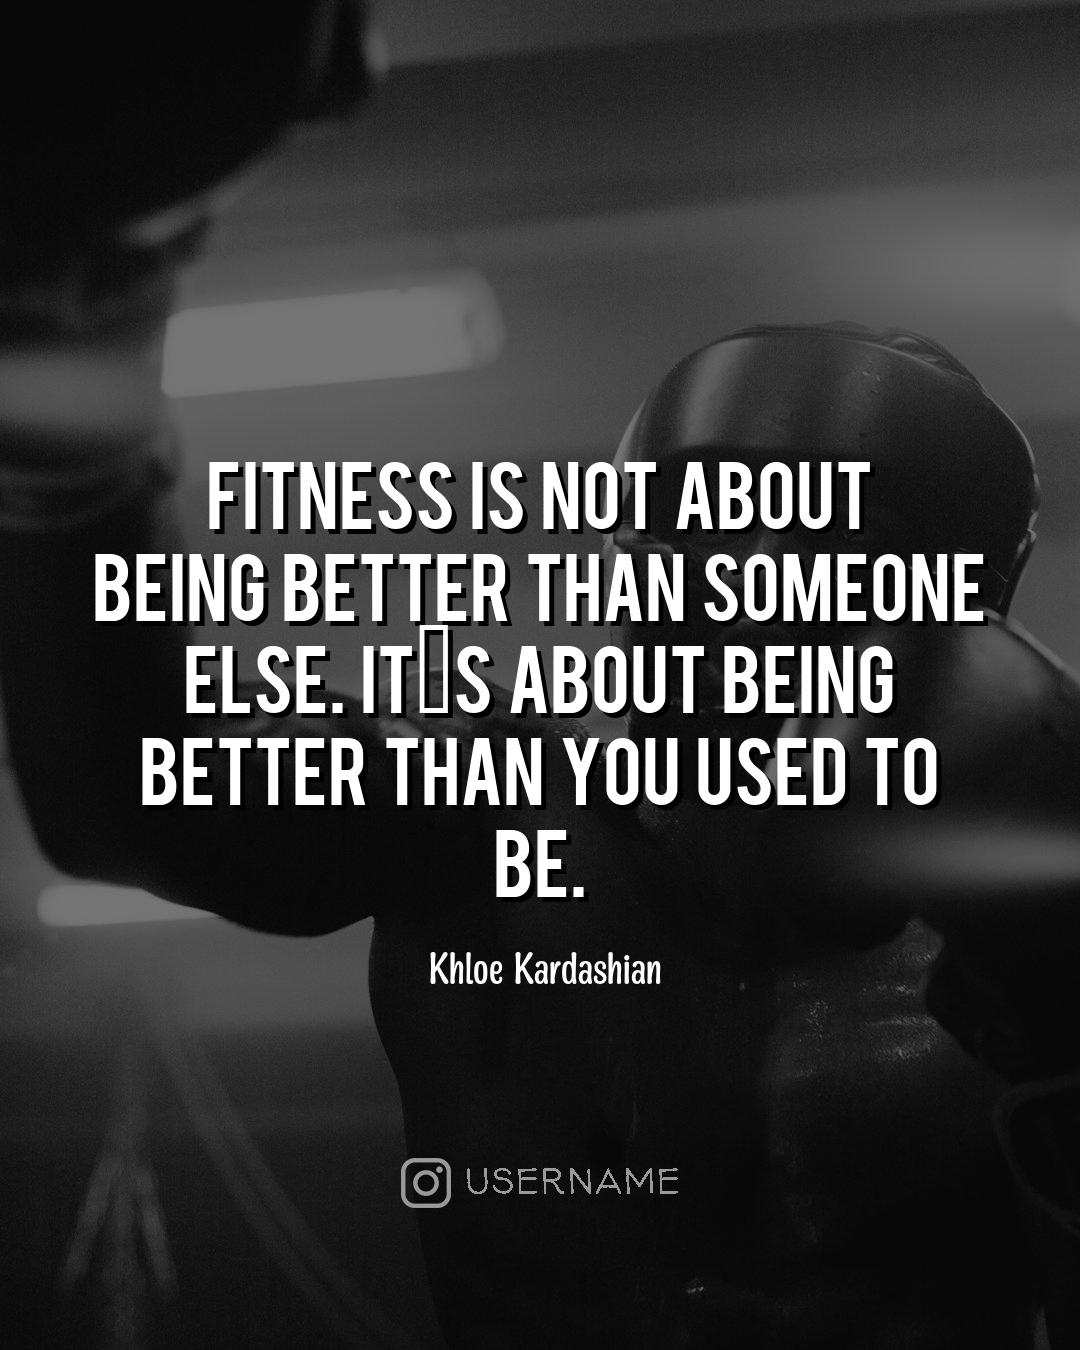 FITNESS IS NOT ABOUT
BEING BETTER THAN SOMEONE
ELSE. IT▯S ABOUT BEING
BETTER THAN YOU USED TO
BE.
Khloe Kardashian
USERNAME